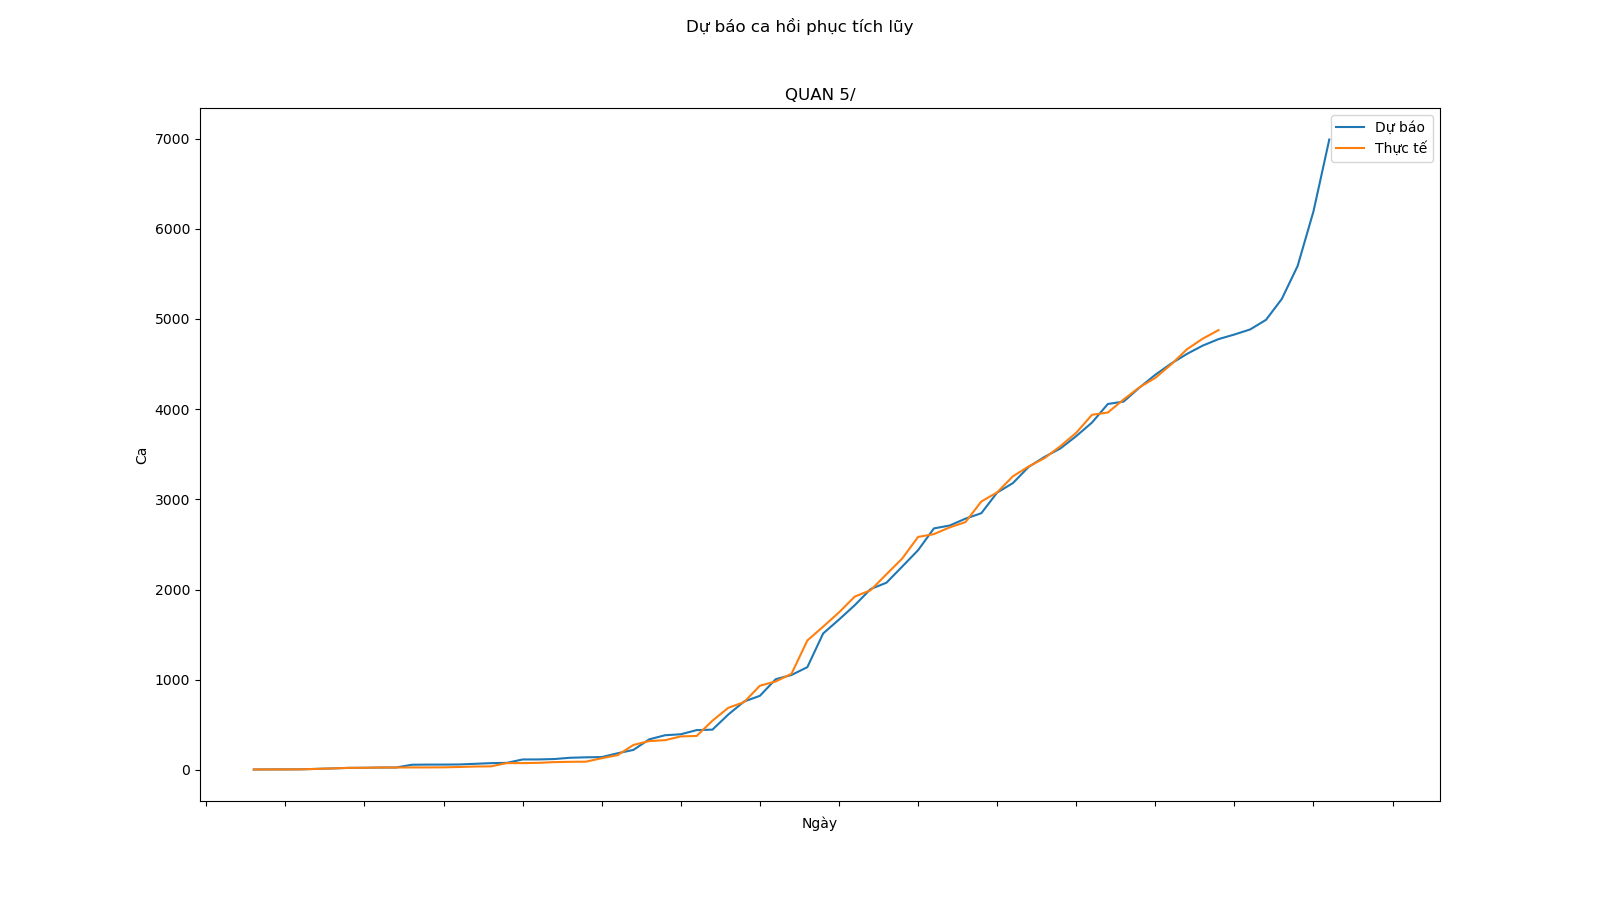 Dự báo ca hồi phục tích lũy
QUAN 5/
Dự báo
Thực tế
7000
6000
5000
4000
3000
2000
1000
0
Ca
Ngày